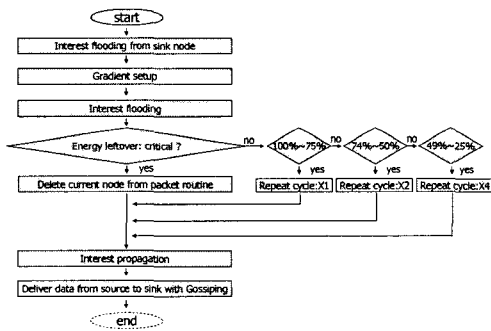 start
Interest flooding from sink node
Gradient setup
Interest flooding
Energy leftover: critical ?
no
100%~75%
no
74%~50%
no
49%~25%
yes
yes
yes
yes
Delete current node from packet routine
Repeat cycle:X1
Repeat cycle:X2
Repeat cycle:X4
Interest propagation
Deliver data from source to sink with Gossiping
end